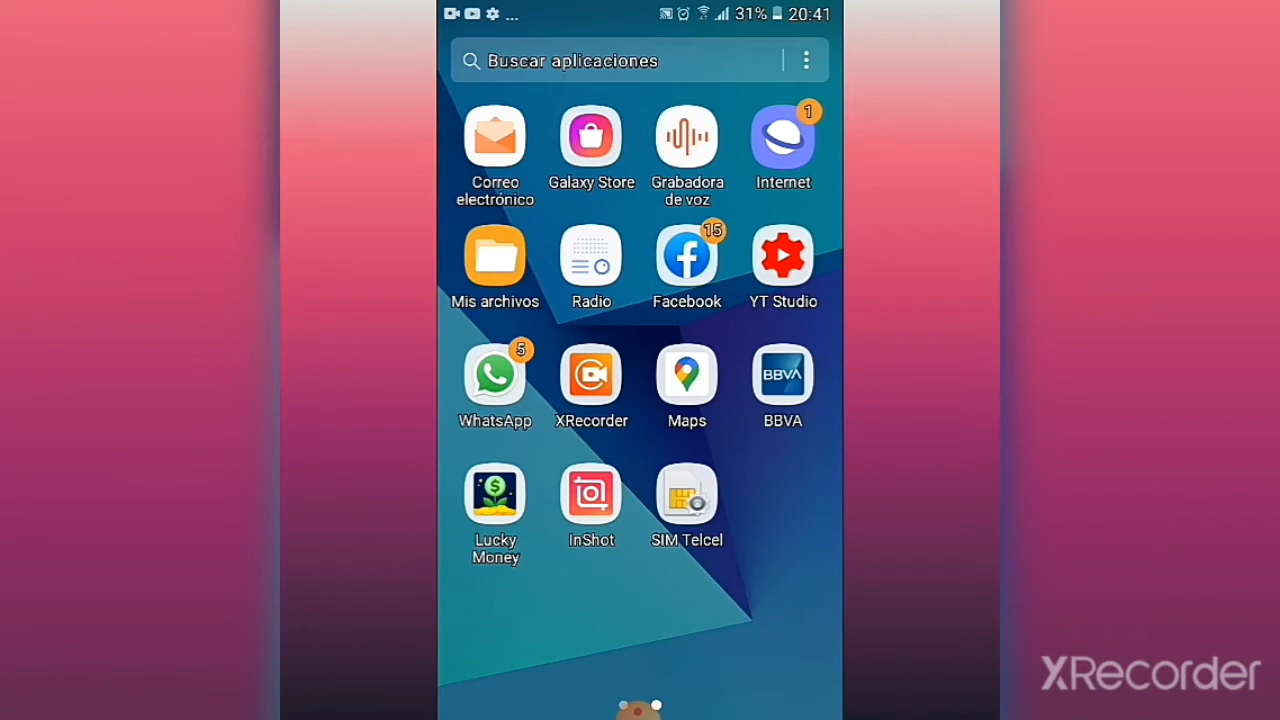 ... 31% 20:41
Buscar aplicaciones
1
Correo
electrónico
Galaxy Store
Grabadora
de voz
Internet
15
Mis archivos
Radio
Facebook
YT Studio
5
BBVA
WhatsApp
XRecorder
Maps
BBVA
$
Lucky
Money
InShot
SIM Telcel
XRecorder